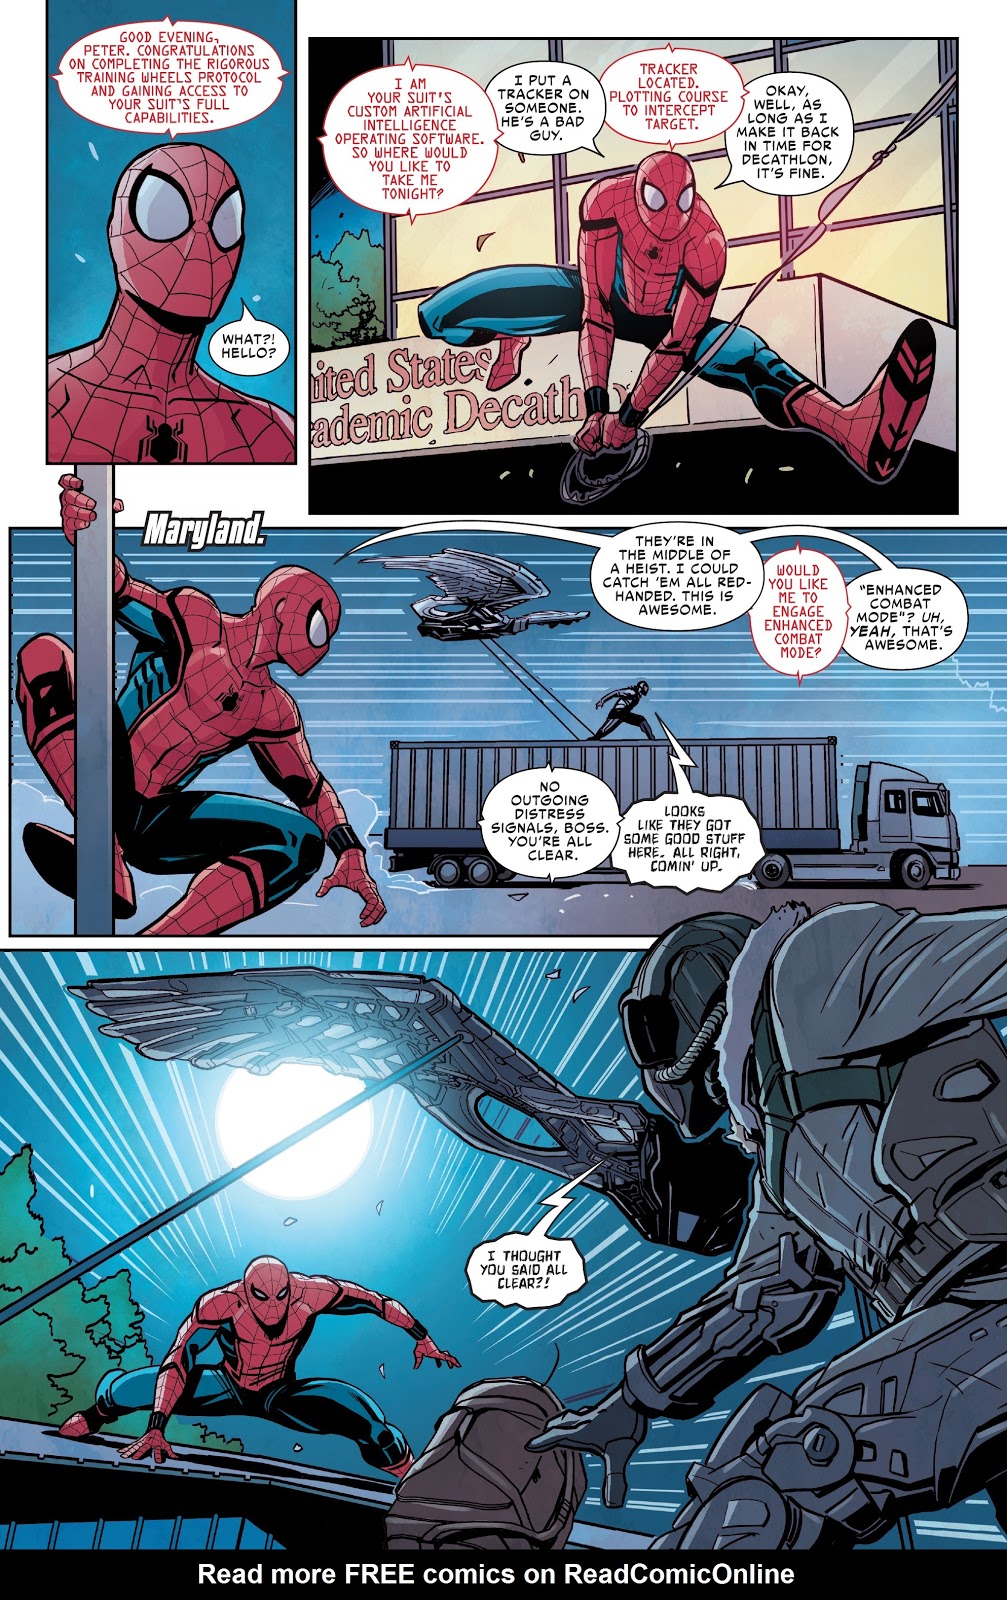 GOOD EVENING,
PETER. CONGRATULATIONS
ON COMPLETING THE RIGOROUS
TRAINING WHEELS PROTOCOL
AND GAINING ACCESS TO
YOUR SUIT'S FULL
CAPABILITIES.
WHAT?!
HELLO?
I AM
YOUR SUIT'S
CUSTOM ARTIFICIAL
INTELLIGENCE
OPERATING SOFTWARE.
SO WHERE WOULD
YOU LIKE TO
TAKE ME
TONIGHT?
I PUT A
TRACKER ON
SOMEONE.
HE'S A BAD
GUY.
TRACKER
LOCATED.
PLOTTING COURSE
TO INTERCEPT
TARGET.
OKAY,
WELL, AS
LONG AS I
MAKE IT BACK
IN TIME FOR
DECATHLON,
IT'S FINE.
nited States
cademic Decath
Maryland.
THEY'RE IN
THE MIDDLE OF
A HEIST. I COULD
CATCH 'EM ALL RED-
HANDED. THIS IS
AWESOME.
WOULD
YOU LIKE
ME TO
ENGAGE
ENHANCED
COMBAT
MODE?
"ENHANCED
COMBAT
MODE"? UH,
YEAH, THAT'S
AWESOME.
NO
OUTGOING
DISTRESS
SIGNALS, BOSS.
YOU'RE ALL
CLEAR.
LOOKS
LIKE THEY GOT
SOME GOOD STUFF
HERE. ALL RIGHT,
COMIN' UP.
I THOUGHT
YOU SAID ALL
CLEAR?!
Read more FREE comics on ReadComicOnline